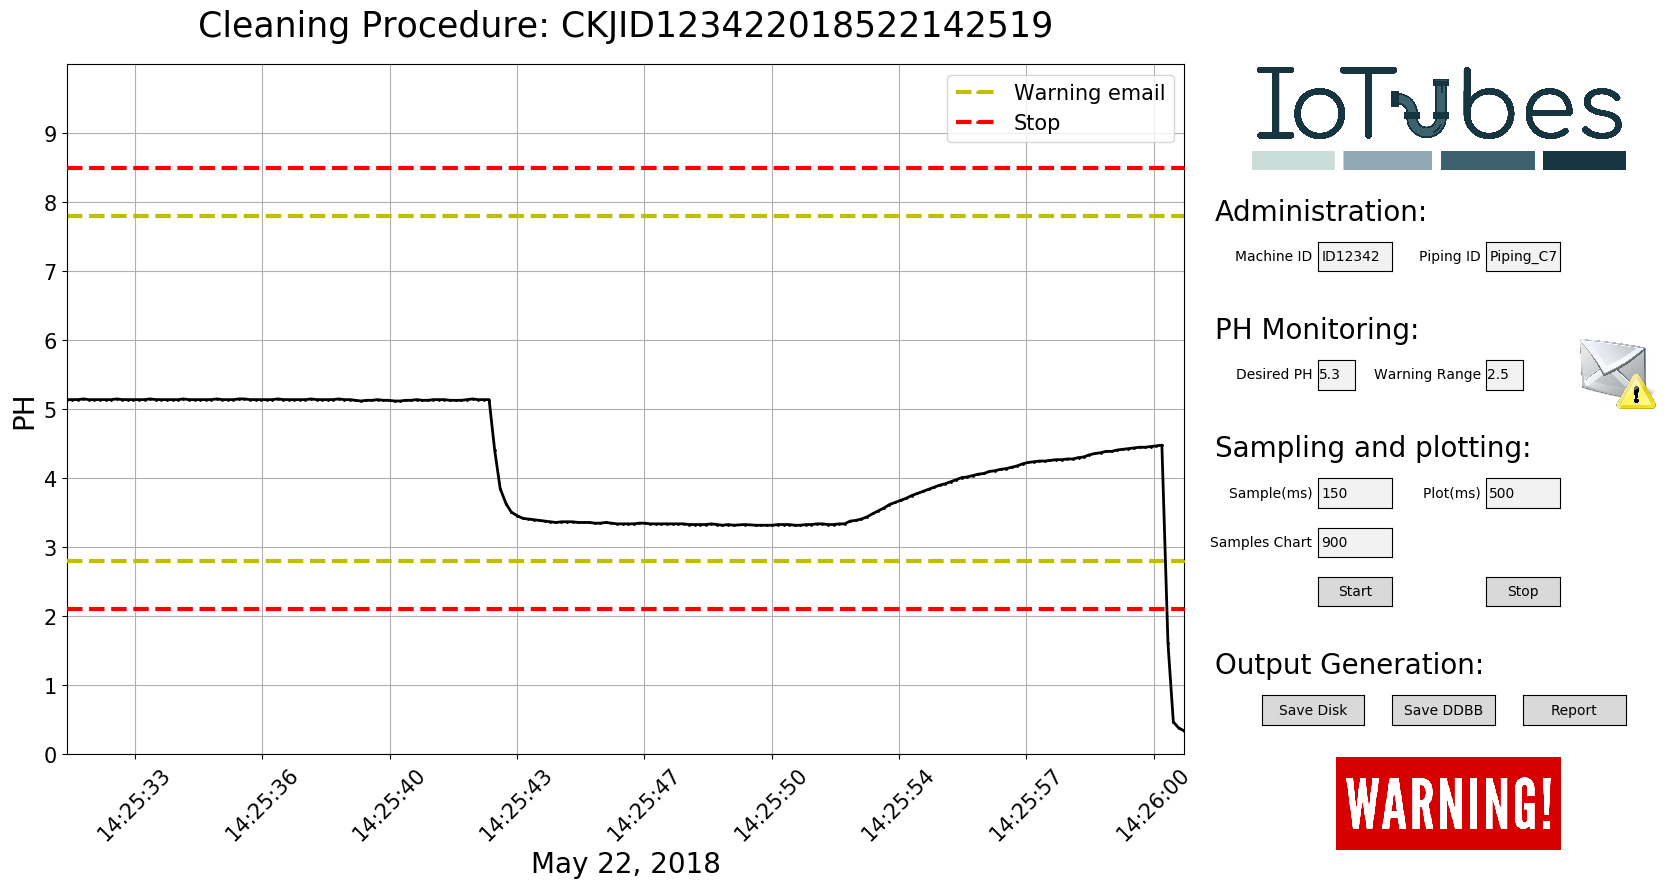 Cleaning Procedure: CKJID123422018522142519
Warning email
Stop
9
8
7
6
5
4
3
2
1
0
PH
14:25:33
14:25:36
14:25:40
14:25:43
14:25:47
14:25:50
14:25:54
14:25:57
14:26:00
May 22, 2018
IoTubes
Administration:
Machine ID ID12342 Piping ID Piping_C7
PH Monitoring:
Desired PH 5.3 Warning Range 2.5
Sampling and plotting:
Sample(ms) 150 Plot(ms) 500
Samples Chart 900
Start Stop
Output Generation:
Save Disk Save DDBB Report
WARNING!